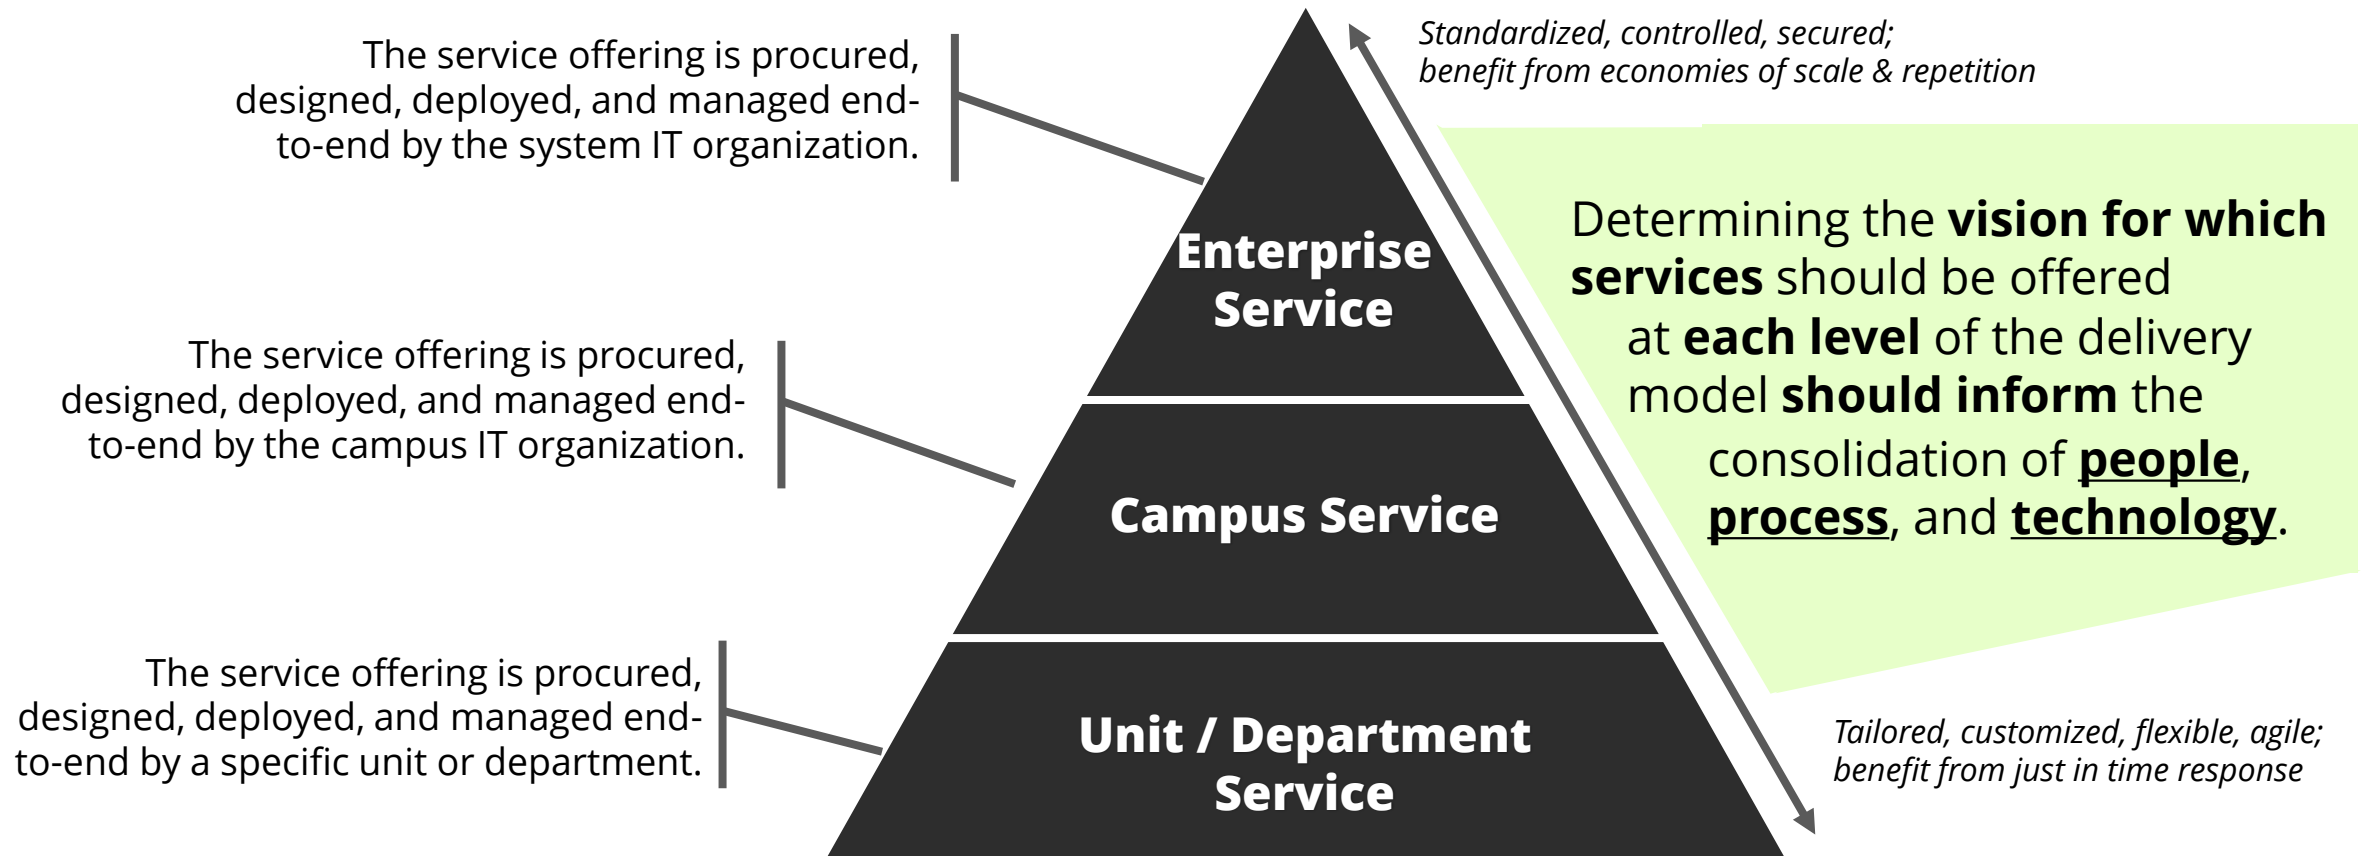 The service offering is procured,
designed, deployed, and managed end-
to-end by the system IT organization.
Standardized, controlled, secured;
benefit from economies of scale & repetition
Enterprise
Service
Determining the vision for which
services should be offered
at each level of the delivery
model should inform the
consolidation of people,
process, and technology.
The service offering is procured,
designed, deployed, and managed end-
to-end by the campus IT organization.
Campus Service
The service offering is procured,
designed, deployed, and managed end-
to-end by a specific unit or department.
Unit / Department
Service
Tailored, customized, flexible, agile;
benefit from just in time response